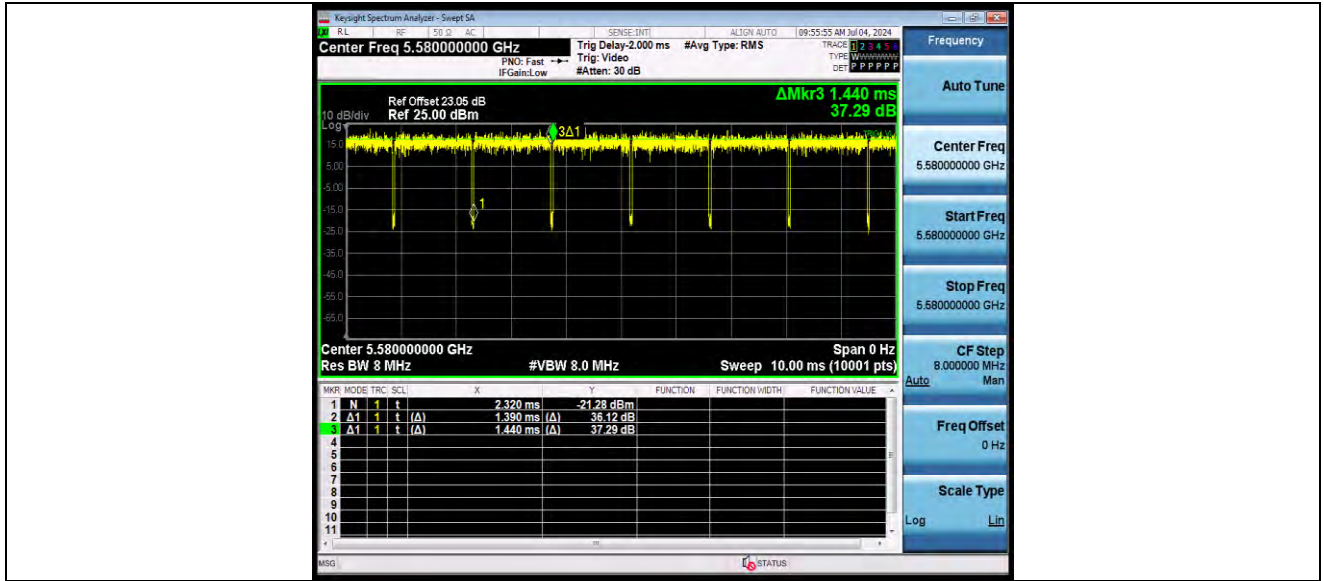 Keysight Spectrum Analyzer - Swept SA
RL RF 50 Ω AC SENSE:INT ALIGN AUTO 09:55:55 AM Jul 04, 2024
Center Freq 5.580000000 GHz
PNO: Fast
IFGain:Low
Trig Delay-2.000 ms
Trig: Video
#Atten: 30 dB
#Avg Type: RMS
TRACE 1 2 3 4 5 6
TYPE WWWWWW
DET P P P P P P
ΔMkr3 1.440 ms
37.29 dB
Ref Offset 23.05 dB
10 dB/div Ref 25.00 dBm
Log
15.0
5.00
-5.00
-15.0
-25.0
-35.0
-45.0
-55.0
-65.0
3Δ1
1
Center 5.580000000 GHz Span 0 Hz
Res BW 8 MHz #VBW 8.0 MHz Sweep 10.00 ms (10001 pts)
MKR MODE TRC SCL X Y FUNCTION FUNCTION WIDTH FUNCTION VALUE
1 N 1 t 2.320 ms -21.28 dBm
2 Δ1 1 t (Δ) 1.390 ms (Δ) 36.12 dB
3 Δ1 1 t (Δ) 1.440 ms (Δ) 37.29 dB
4
5
6
7
8
9
10
11
MSG STATUS
Frequency
Auto Tune
Center Freq
5.580000000 GHz
Start Freq
5.580000000 GHz
Stop Freq
5.580000000 GHz
CF Step
8.000000 MHz
Auto Man
Freq Offset
0 Hz
Scale Type
Log Lin